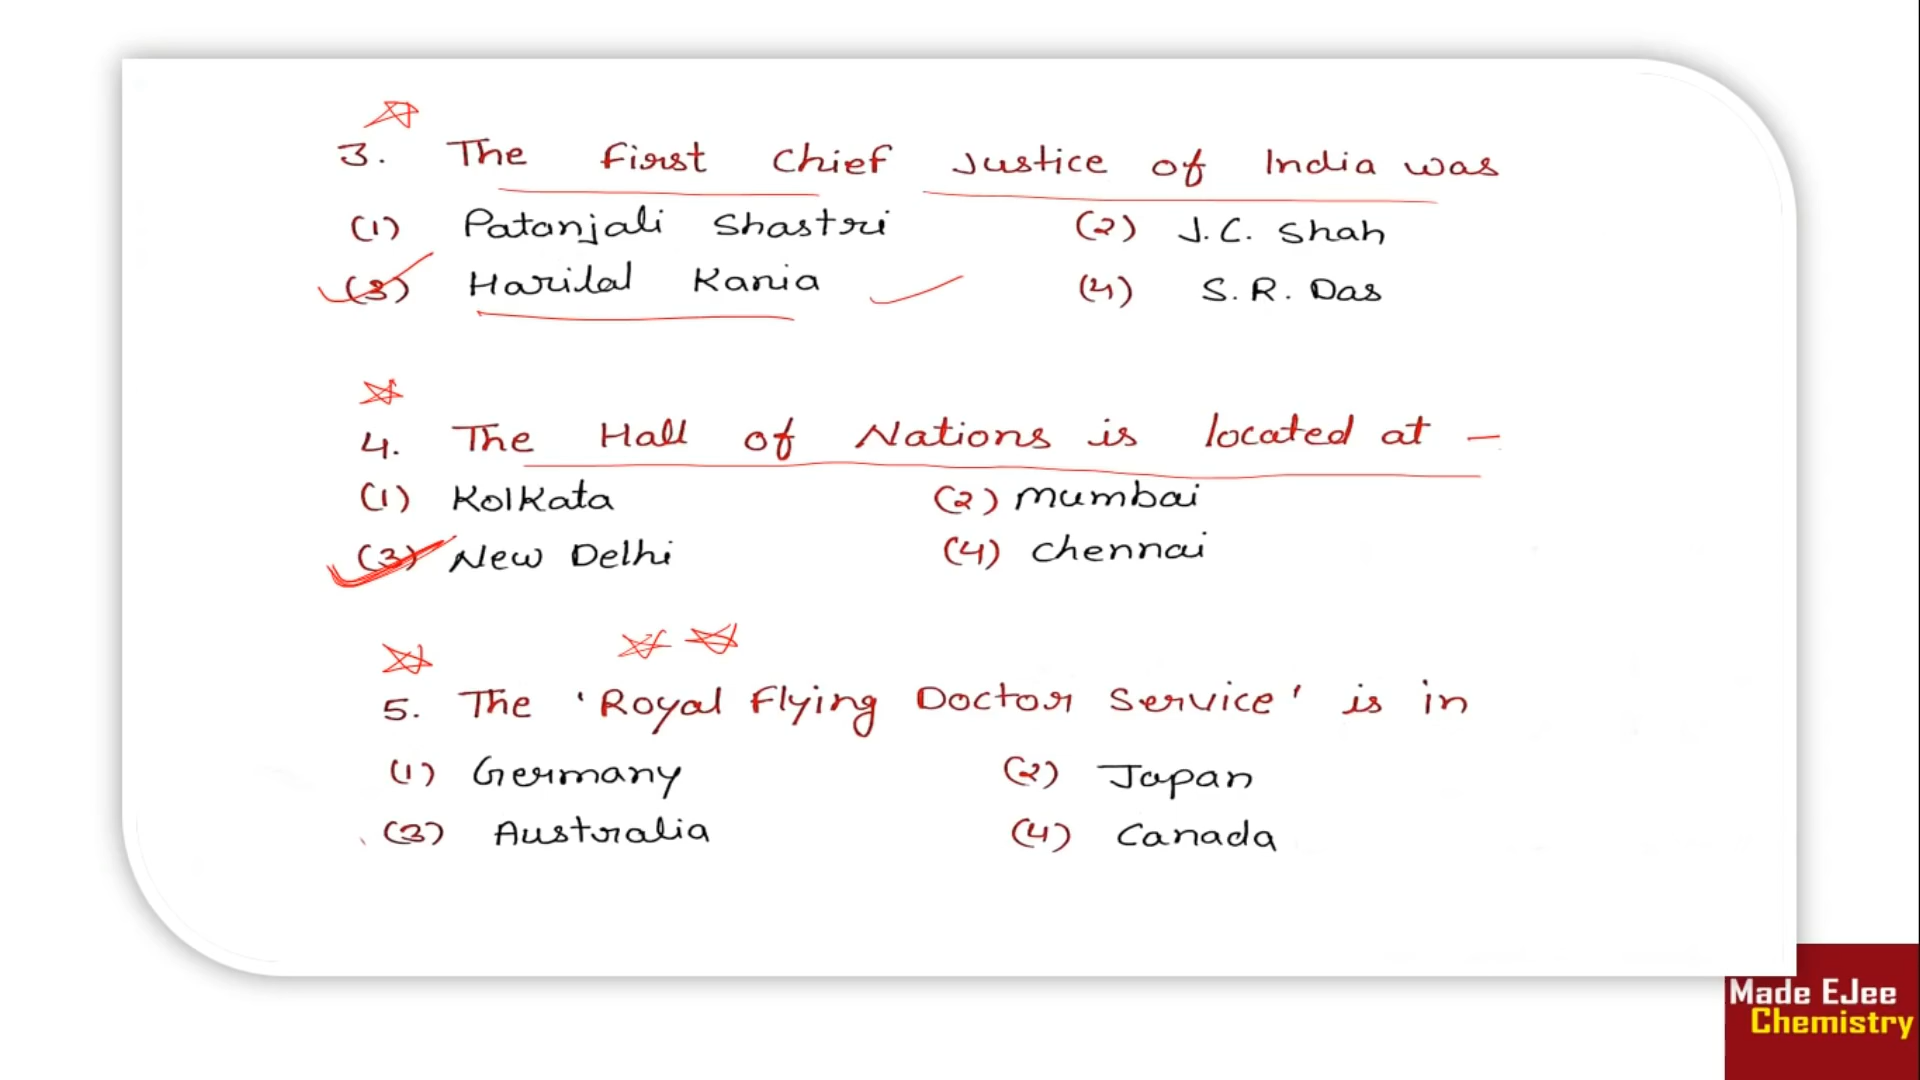 3. The First Chief Justice of India was
(1) Patanjali Shastri (2) J.C. Shah
(3) Harilal Kania (4) S.R. Das
4. The Hall of Nations is located at -
(1) Kolkata (2) Mumbai
(3) New Delhi (4) Chennai
5. The 'Royal Flying Doctor Service' is in
(1) Germany (2) Japan
(3) Australia (4) Canada
Made EJee
Chemistry